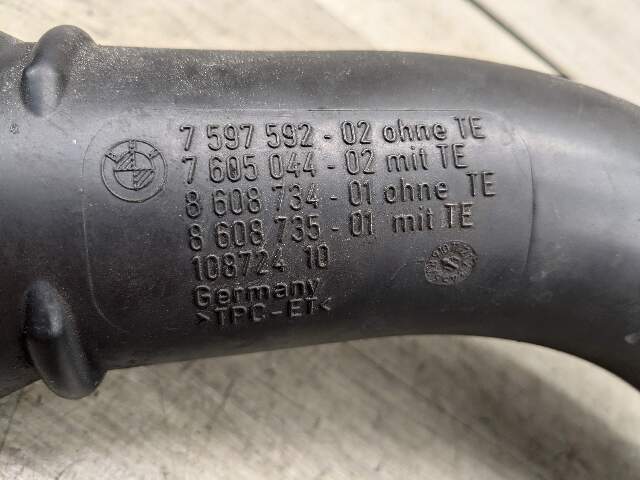 7 597 592-02 ohne TE
7 605 044-02 mit TE
8 608 734-01 ohne TE
8 608 735-01 mit TE
108724 10
Germany
>TPC-ET<